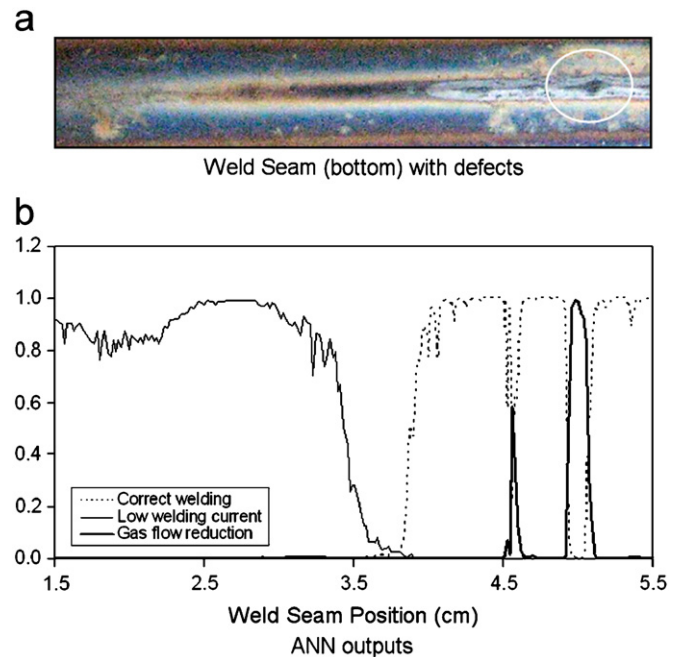 a
Weld Seam (bottom) with defects
b
1.2
1.0
0.8
0.6
0.4
0.2
0.0
Correct welding
Low welding current
Gas flow reduction
1.5 2.5 3.5 4.5 5.5
Weld Seam Position (cm)
ANN outputs